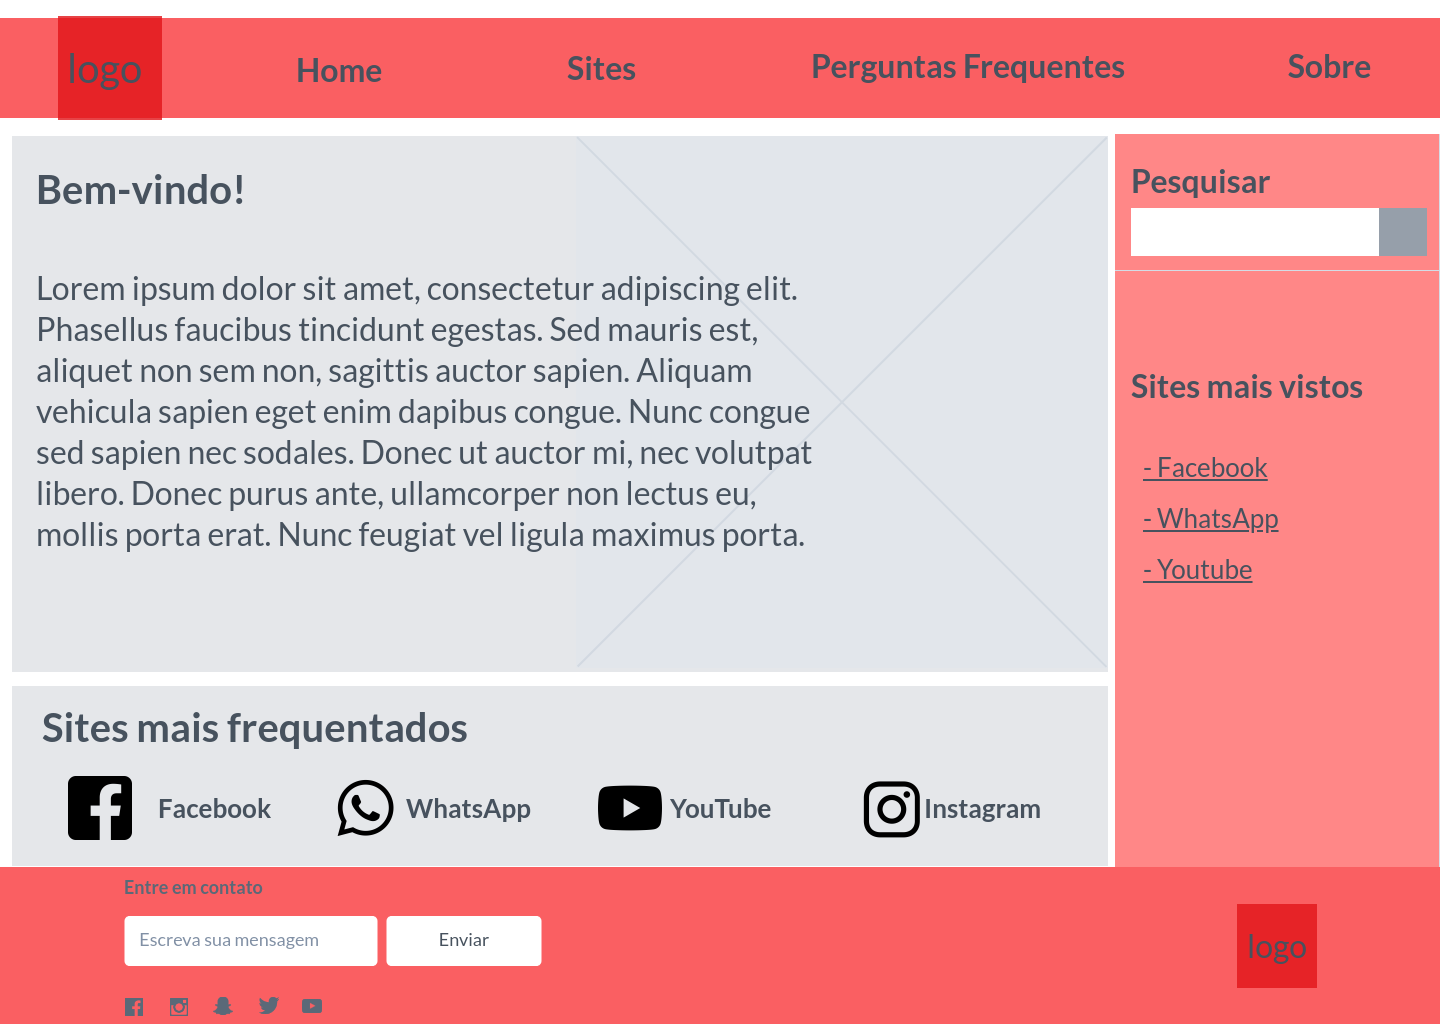 logo
Home
Sites
Perguntas Frequentes
Sobre
Bem-vindo!
Lorem ipsum dolor sit amet, consectetur adipiscing elit.
Phasellus faucibus tincidunt egestas. Sed mauris est,
aliquet non sem non, sagittis auctor sapien. Aliquam
vehicula sapien eget enim dapibus congue. Nunc congue
sed sapien nec sodales. Donec ut auctor mi, nec volutpat
libero. Donec purus ante, ullamcorper non lectus eu,
mollis porta erat. Nunc feugiat vel ligula maximus porta.
Pesquisar
Sites mais vistos
- Facebook
- WhatsApp
- Youtube
Sites mais frequentados
Facebook
WhatsApp
YouTube
Instagram
Entre em contato
Escreva sua mensagem
Enviar
logo